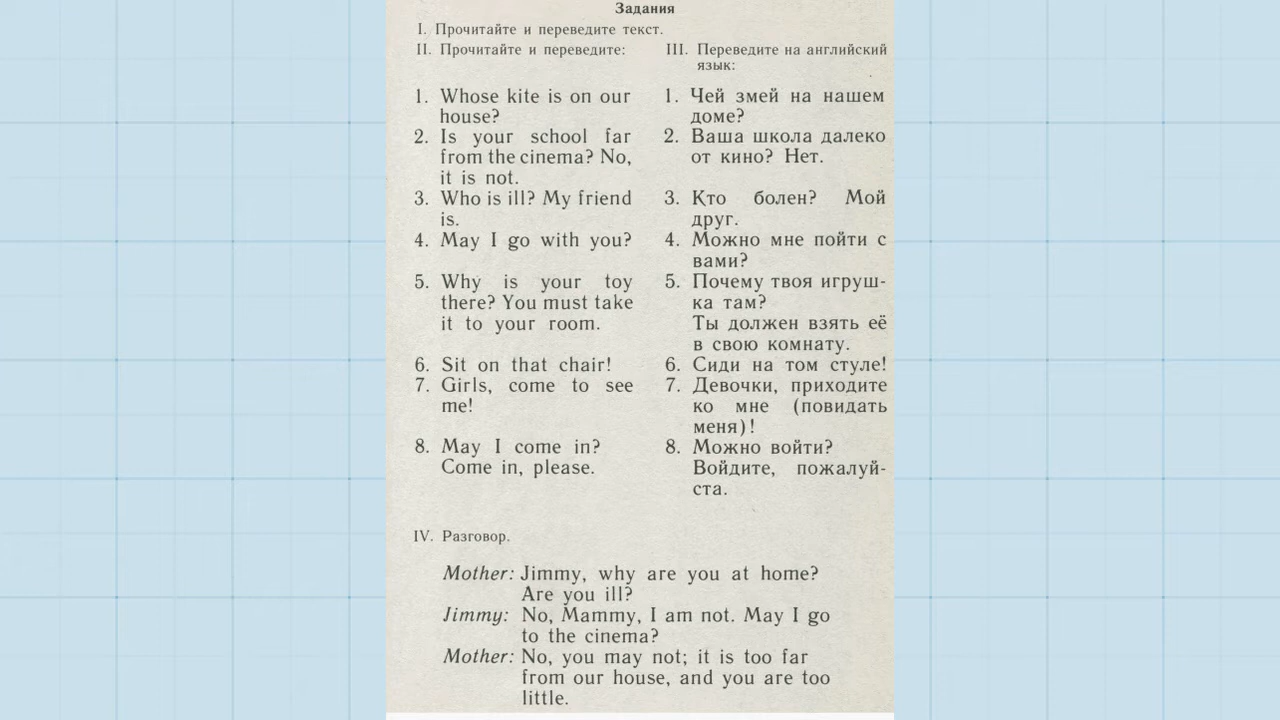 Задания
I. Прочитайте и переведите текст.
II. Прочитайте и переведите:
1. Whose kite is on our
house?
2. Is your school far
from the cinema? No,
it is not.
3. Who is ill? My friend
is.
4. May I go with you?
5. Why is your toy
there? You must take
it to your room.
6. Sit on that chair!
7. Girls, come to see
me!
8. May I come in?
Come in, please.
III. Переведите на английский
язык:
1. Чей змей на нашем
доме?
2. Ваша школа далеко
от кино? Нет.
3. Кто болен? Мой
друг.
4. Можно мне пойти с
вами?
5. Почему твоя игруш-
ка там?
Ты должен взять её
в свою комнату.
6. Сиди на том стуле!
7. Девочки, приходите
ко мне (повидать
меня)!
8. Можно войти?
Войдите, пожалуй-
ста.
IV. Разговор.
Mother: Jimmy, why are you at home?
Are you ill?
Jimmy: No, Mammy, I am not. May I go
to the cinema?
Mother: No, you may not; it is too far
from our house, and you are too
little.